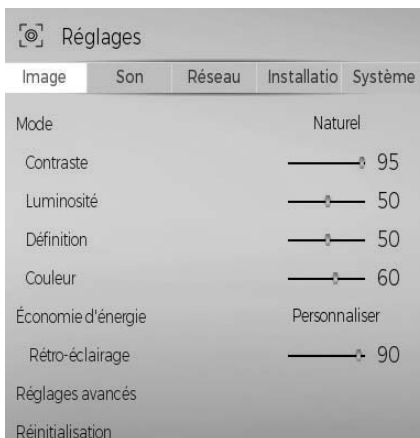 Réglages
Image Son Réseau Installatio Système
Mode Naturel
Contraste 95
Luminosité 50
Définition 50
Couleur 60
Économie d'énergie Personnaliser
Rétro-éclairage 90
Réglages avancés
Réinitialisation